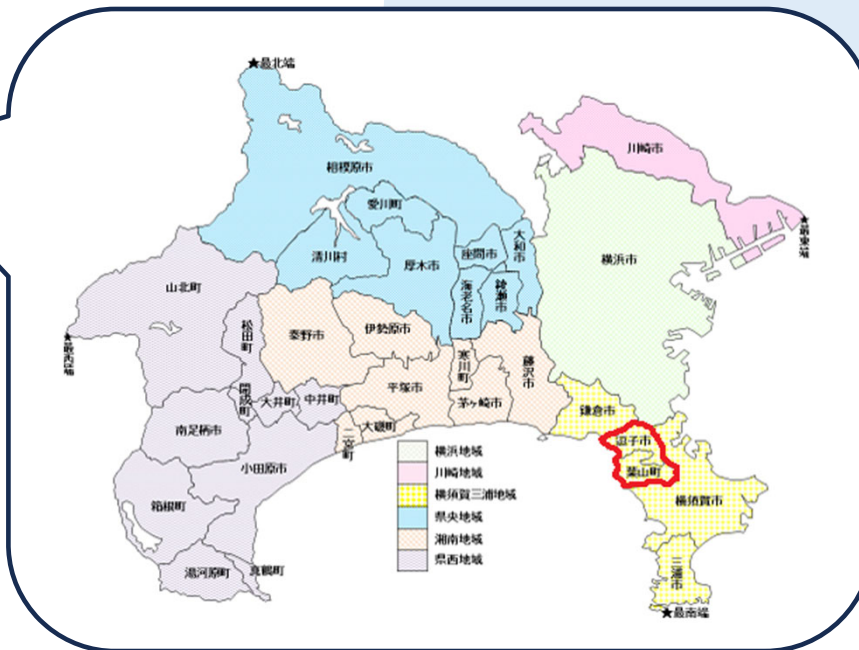 ★最北端
相模原市
川崎市
愛川町
★最東端
大和市
座間市
清川村
厚木市
横浜市
山北町
海老名市
綾瀬市
松田町
秦野市
伊勢原市
★最西端
寒川町
藤沢市
開成町
大井町
中井町
平塚市
茅ヶ崎市
鎌倉市
大磯町
二宮町
南足柄市
逗子市
小田原市
葉山町
箱根町
横須賀市
湯河原町
真鶴町
三浦市
★最南端
横浜地域
川崎地域
横須賀三浦地域
県央地域
湘南地域
県西地域